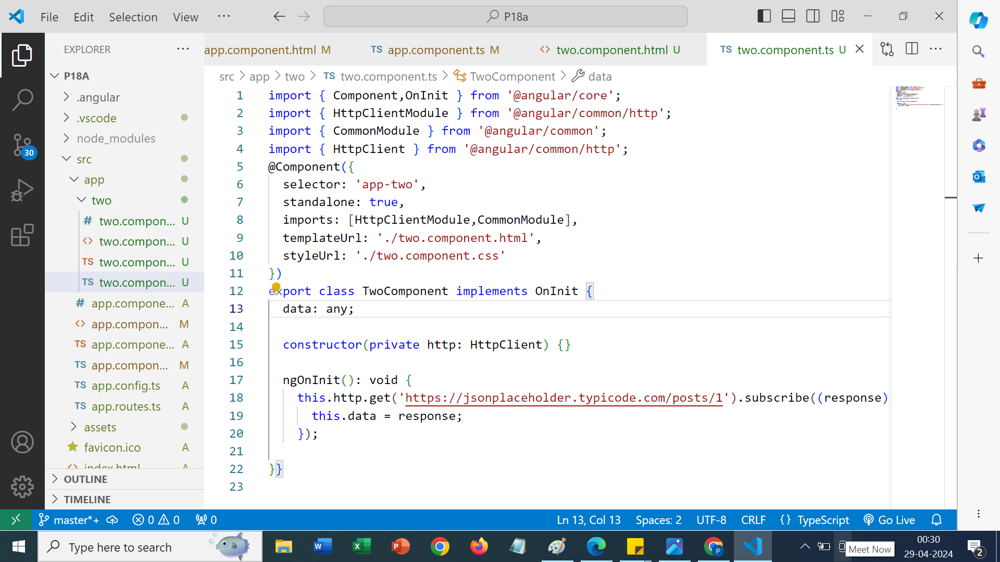 File Edit Selection View ··· P18a
EXPLORER ···
app.component.html M
TS app.component.ts M
<> two.component.html U
TS two.component.ts U
src > app > two > TS two.component.ts > TwoComponent > data
P18A
.angular
.vscode
node_modules
src
app
two
# two.compon... U
<> two.compon... U
TS two.compon... U
TS two.compon... U
# app.compone... A
<> app.compon... M
TS app.compone... A
TS app.compon... M
TS app.config.ts A
TS app.routes.ts A
assets
favicon.ico A
<> index.html A
OUTLINE
TIMELINE
30
1 import { Component,OnInit } from '@angular/core';
2 import { HttpClientModule } from '@angular/common/http';
3 import { CommonModule } from '@angular/common';
4 import { HttpClient } from '@angular/common/http';
5 @Component({
6 selector: 'app-two',
7 standalone: true,
8 imports: [HttpClientModule,CommonModule],
9 templateUrl: './two.component.html',
10 styleUrl: './two.component.css'
11 })
12 export class TwoComponent implements OnInit {
13 data: any;
14
15 constructor(private http: HttpClient) {}
16
17 ngOnInit(): void {
18 this.http.get('https://jsonplaceholder.typicode.com/posts/1').subscribe((response)
19 this.data = response;
20 });
21
22 }}
23
master*+ 0 0 0
Ln 13, Col 13 Spaces: 2 UTF-8 CRLF {} TypeScript Go Live
Type here to search
Meet Now
00:30
29-04-2024
2